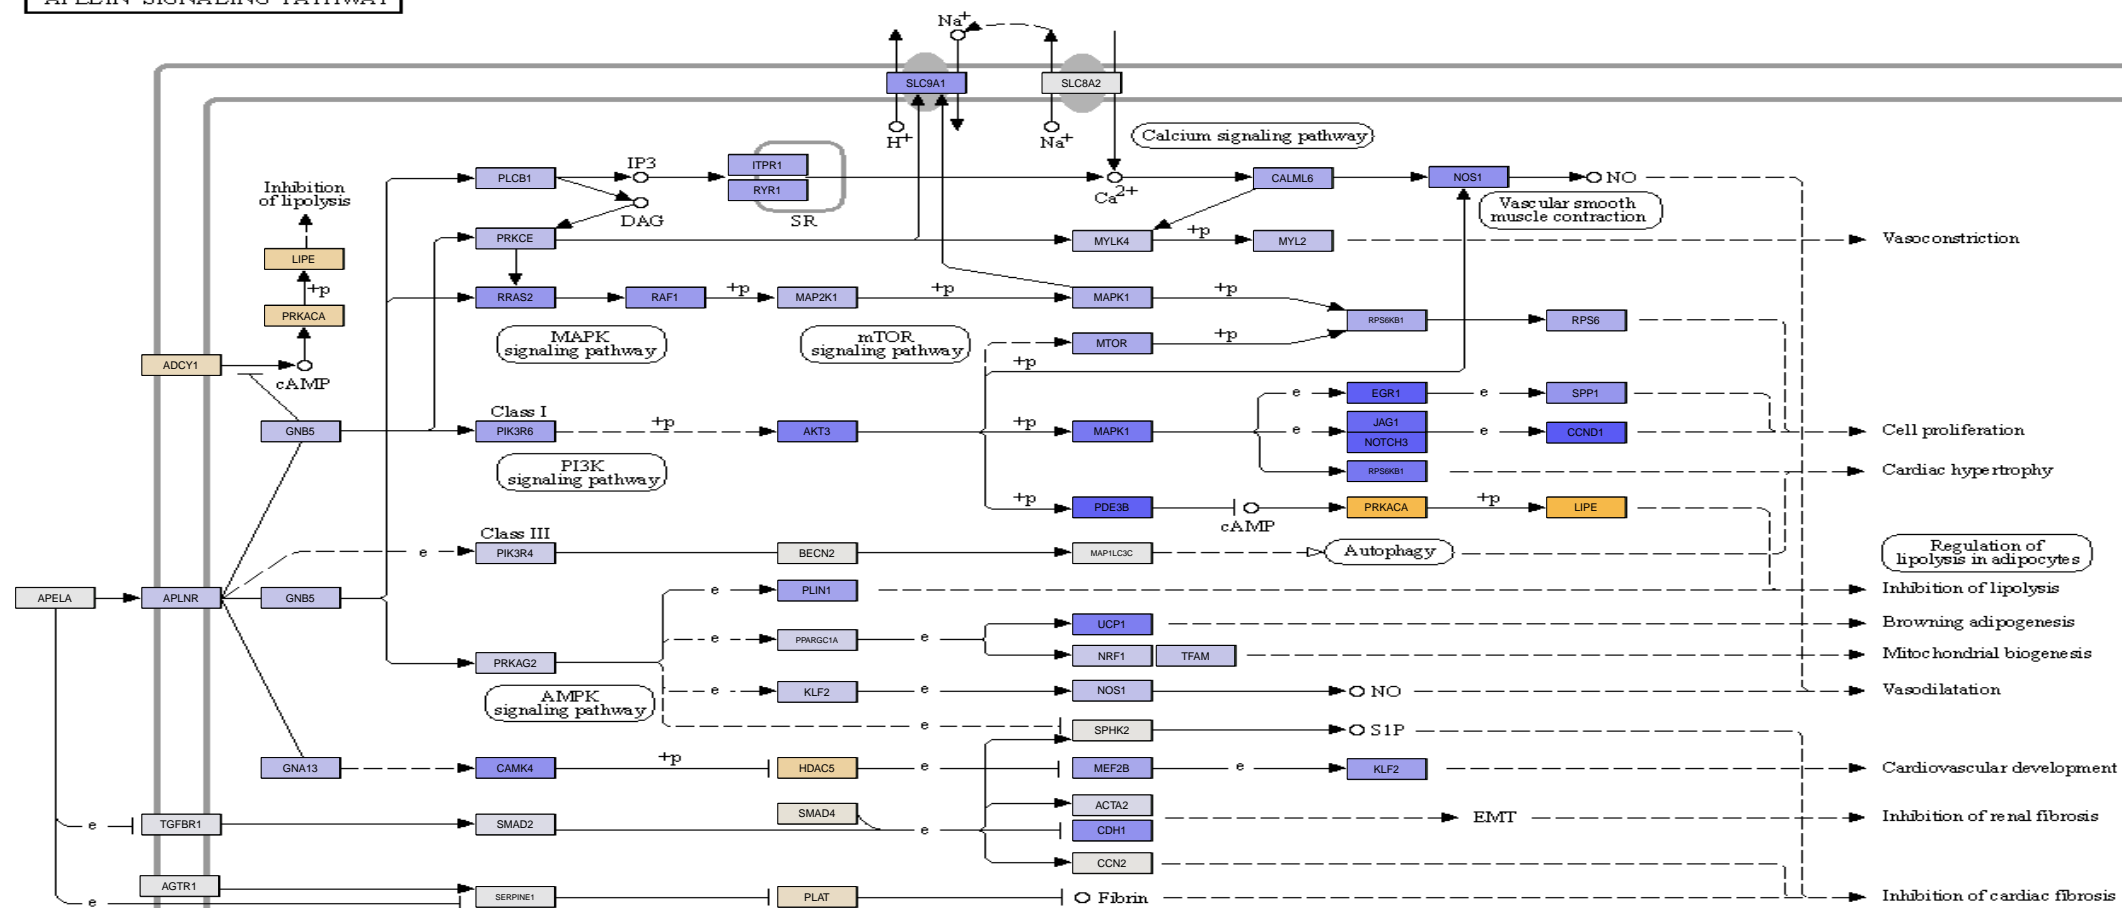 APELIN SIGNALING PATHWAY
Na+
SLC9A1
SLC8A2
H+
Na+
Calcium signaling pathway
IP3
ITPR1
PLCB1
RYR1
Ca2+
CALML6
NOS1
NO
Inhibition
of lipolysis
DAG
SR
Vascular smooth
muscle contraction
PRKCE
MYLK4
+p
MYL2
Vasoconstriction
LIPE
+p
RRAS2
RAF1
+p
MAP2K1
+p
MAPK1
+p
PRKACA
RPS6KB1
RPS6
MAPK
signaling pathway
mTOR
signaling pathway
MTOR
+p
ADCY1
cAMP
+p
EGR1
e
e
SPP1
Class I
GNB5
PIK3R6
+p
AKT3
+p
MAPK1
e
JAG1
NOTCH3
e
CCND1
Cell proliferation
PI3K
signaling pathway
RPS6KB1
Cardiac hypertrophy
+p
PDE3B
cAMP
PRKACA
+p
LIPE
Class III
e
PIK3R4
BECN2
MAP1LC3C
Autophagy
Regulation of
lipolysis in adipocytes
APELA
APLNR
GNB5
e
PLIN1
Inhibition of lipolysis
UCP1
Browning adipogenesis
e
PPARGC1A
e
NRF1
TFAM
Mitochondrial biogenesis
PRKAG2
e
KLF2
e
NOS1
NO
Vasodilatation
AMPK
signaling pathway
e
SPHK2
S1P
GNA13
CAMK4
+p
HDAC5
e
MEF2B
e
KLF2
Cardiovascular development
ACTA2
e
TGFBR1
SMAD2
SMAD4
e
CDH1
EMT
Inhibition of renal fibrosis
CCN2
AGTR1
e
SERPINE1
PLAT
Fibrin
Inhibition of cardiac fibrosis